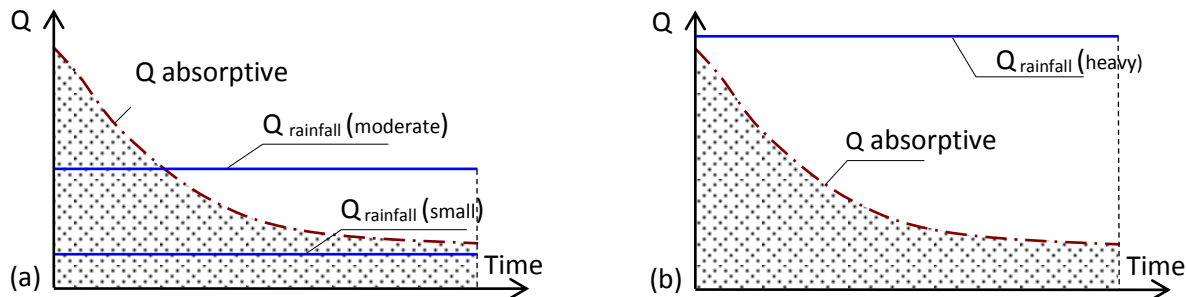 Q
Q absorptive
Q rainfall (moderate)
Q rainfall (small)
Time
(a)
Q
Q rainfall (heavy)
Q absorptive
Time
(b)